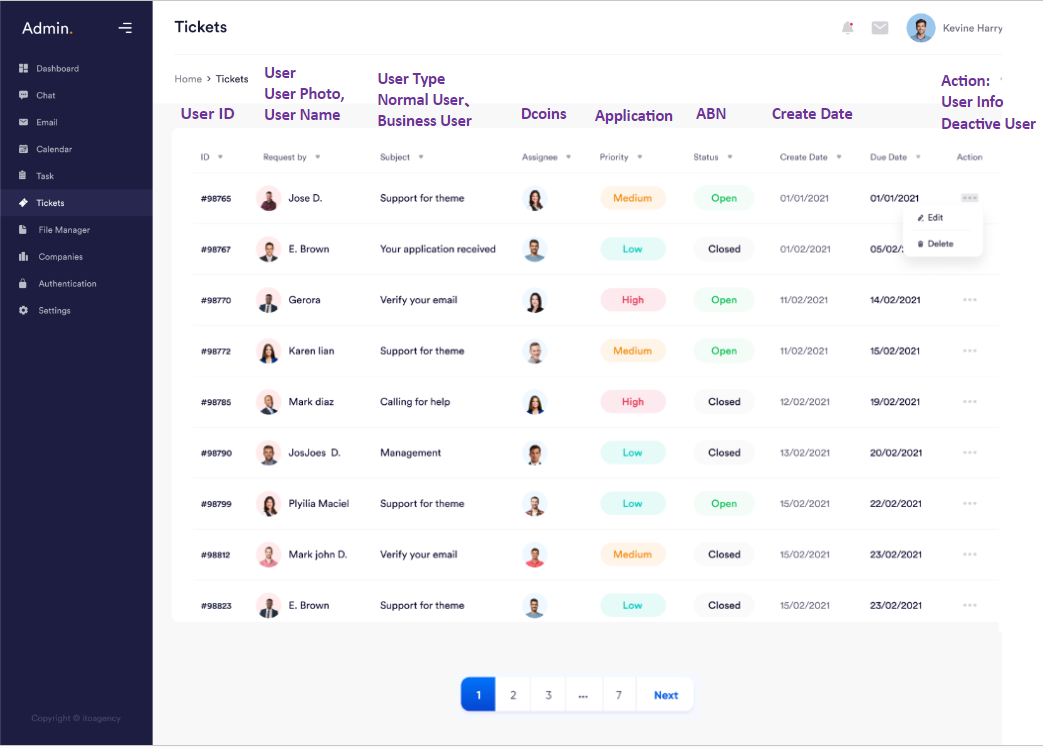 Admin.
Tickets
Kevine Harry
Dashboard
Chat
Email
Calendar
Task
Tickets
File Manager
Companies
Authentication
Settings
Copyright © itoagency
Home > Tickets
User ID
User
User Photo,
User Name
User Type
Normal User、
Business User
Dcoins
Application
ABN
Create Date
Action:
User Info
Deactive User
ID Request by Subject Assignee Priority Status Create Date Due Date Action
#98765 Jose D. Support for theme Medium Open 01/01/2021 01/01/2021
Edit
Delete
#98767 E. Brown Your application received Low Closed 01/02/2021 05/02/
#98770 Gerora Verify your email High Open 11/02/2021 14/02/2021
#98772 Karen lian Support for theme Medium Open 11/02/2021 15/02/2021
#98785 Mark diaz Calling for help High Closed 12/02/2021 19/02/2021
#98790 JosJoes D. Management Low Closed 13/02/2021 20/02/2021
#98799 Plyilia Maciel Support for theme Low Open 15/02/2021 22/02/2021
#98812 Mark john D. Verify your email Medium Closed 15/02/2021 23/02/2021
#98823 E. Brown Support for theme Low Closed 15/02/2021 23/02/2021
1 2 3 ... 7 Next